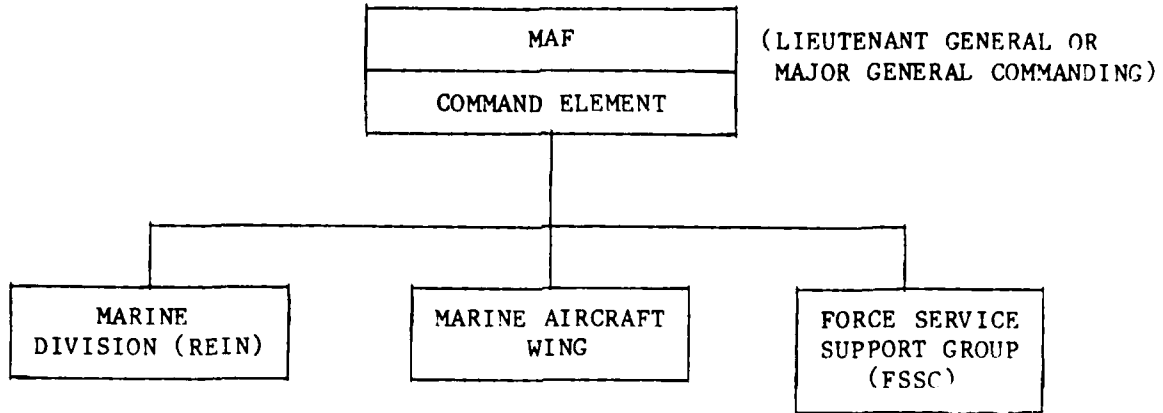 MAF
(LIEUTENANT GENERAL OR
MAJOR GENERAL COMMANDING)
COMMAND ELEMENT
MARINE
DIVISION (REIN)
MARINE AIRCRAFT
WING
FORCE SERVICE
SUPPORT GROUP
(FSSG)